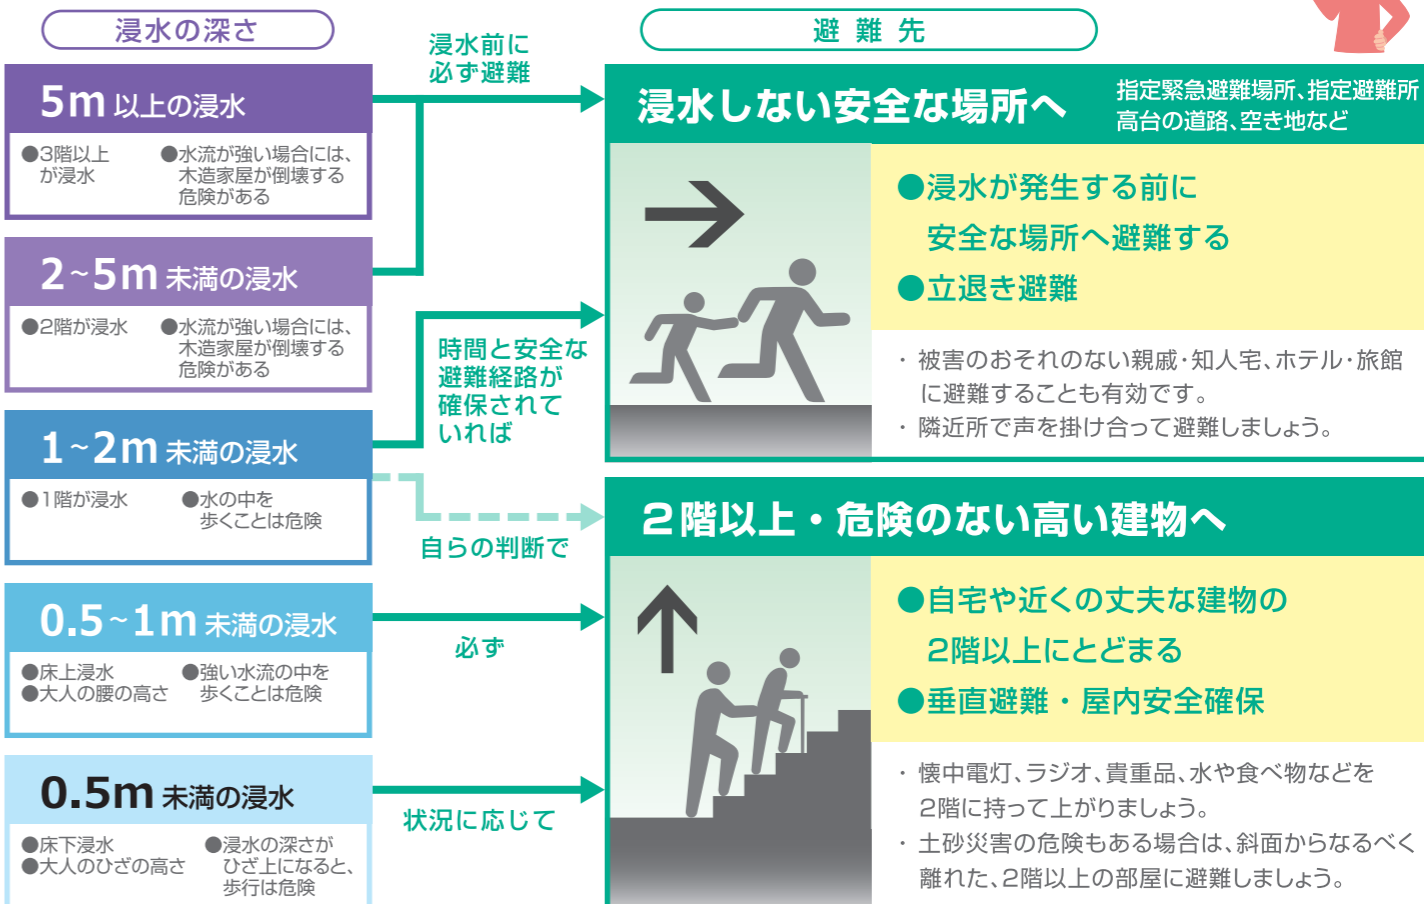 浸水の深さ
避難先
浸水前に
必ず避難
5m 以上の浸水
●3階以上
が浸水
●水流が強い場合には、
木造家屋が倒壊する
危険がある
2~5m 未満の浸水
●2階が浸水
●水流が強い場合には、
木造家屋が倒壊する
危険がある
時間と安全な
避難経路が
確保されて
いれば
1~2m 未満の浸水
●1階が浸水
●水の中を
歩くことは危険
自らの判断で
0.5~1m 未満の浸水
●床上浸水
●大人の腰の高さ
●強い水流の中を
歩くことは危険
必ず
0.5m 未満の浸水
●床下浸水
●大人のひざの高さ
●浸水の深さが
ひざ上になると、
歩行は危険
状況に応じて
浸水しない安全な場所へ
指定緊急避難場所、指定避難所
高台の道路、空き地など
●浸水が発生する前に
安全な場所へ避難する
●立退き避難
・被害のおそれのない親戚・知人宅、ホテル・旅館
に避難することも有効です。
・隣近所で声を掛け合って避難しましょう。
2階以上・危険のない高い建物へ
●自宅や近くの丈夫な建物の
2階以上にとどまる
●垂直避難・屋内安全確保
・懐中電灯、ラジオ、貴重品、水や食べ物などを
2階に持って上がりましょう。
・土砂災害の危険もある場合は、斜面からなるべく
離れた、2階以上の部屋に避難しましょう。